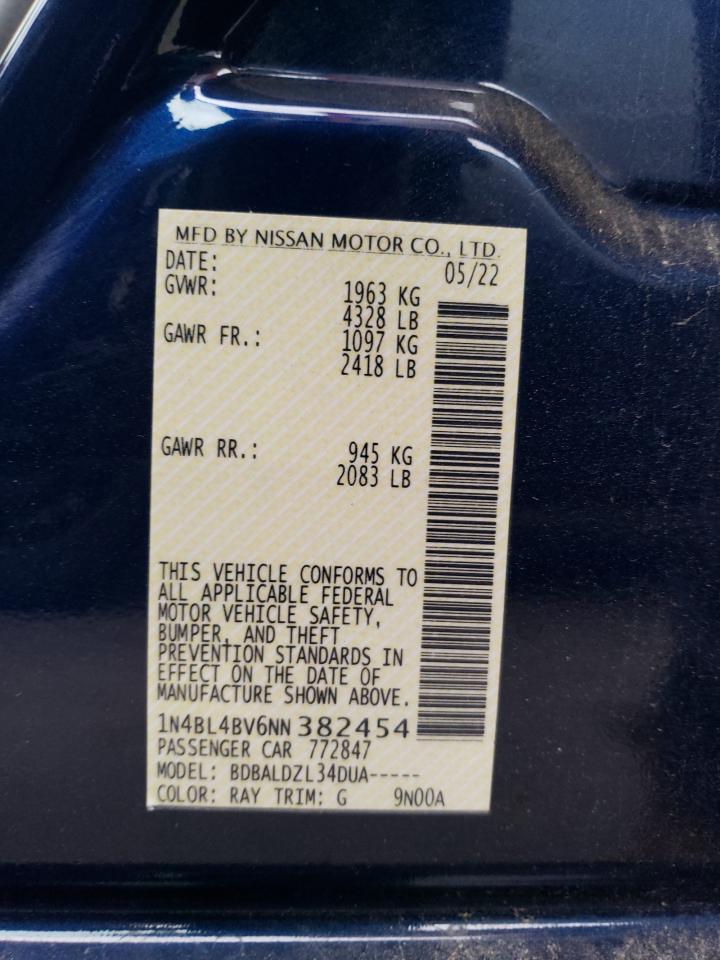 MFD BY NISSAN MOTOR CO., LTD.
DATE: 05/22
GVWR: 1963 KG
4328 LB
GAWR FR.: 1097 KG
2418 LB
GAWR RR.: 945 KG
2083 LB
THIS VEHICLE CONFORMS TO
ALL APPLICABLE FEDERAL
MOTOR VEHICLE SAFETY,
BUMPER, AND THEFT
PREVENTION STANDARDS IN
EFFECT ON THE DATE OF
MANUFACTURE SHOWN ABOVE.
1N4BL4BV6NN382454
PASSENGER CAR 772847
MODEL: BDBALDZL34DUA-----
COLOR: RAY TRIM: G 9N00A